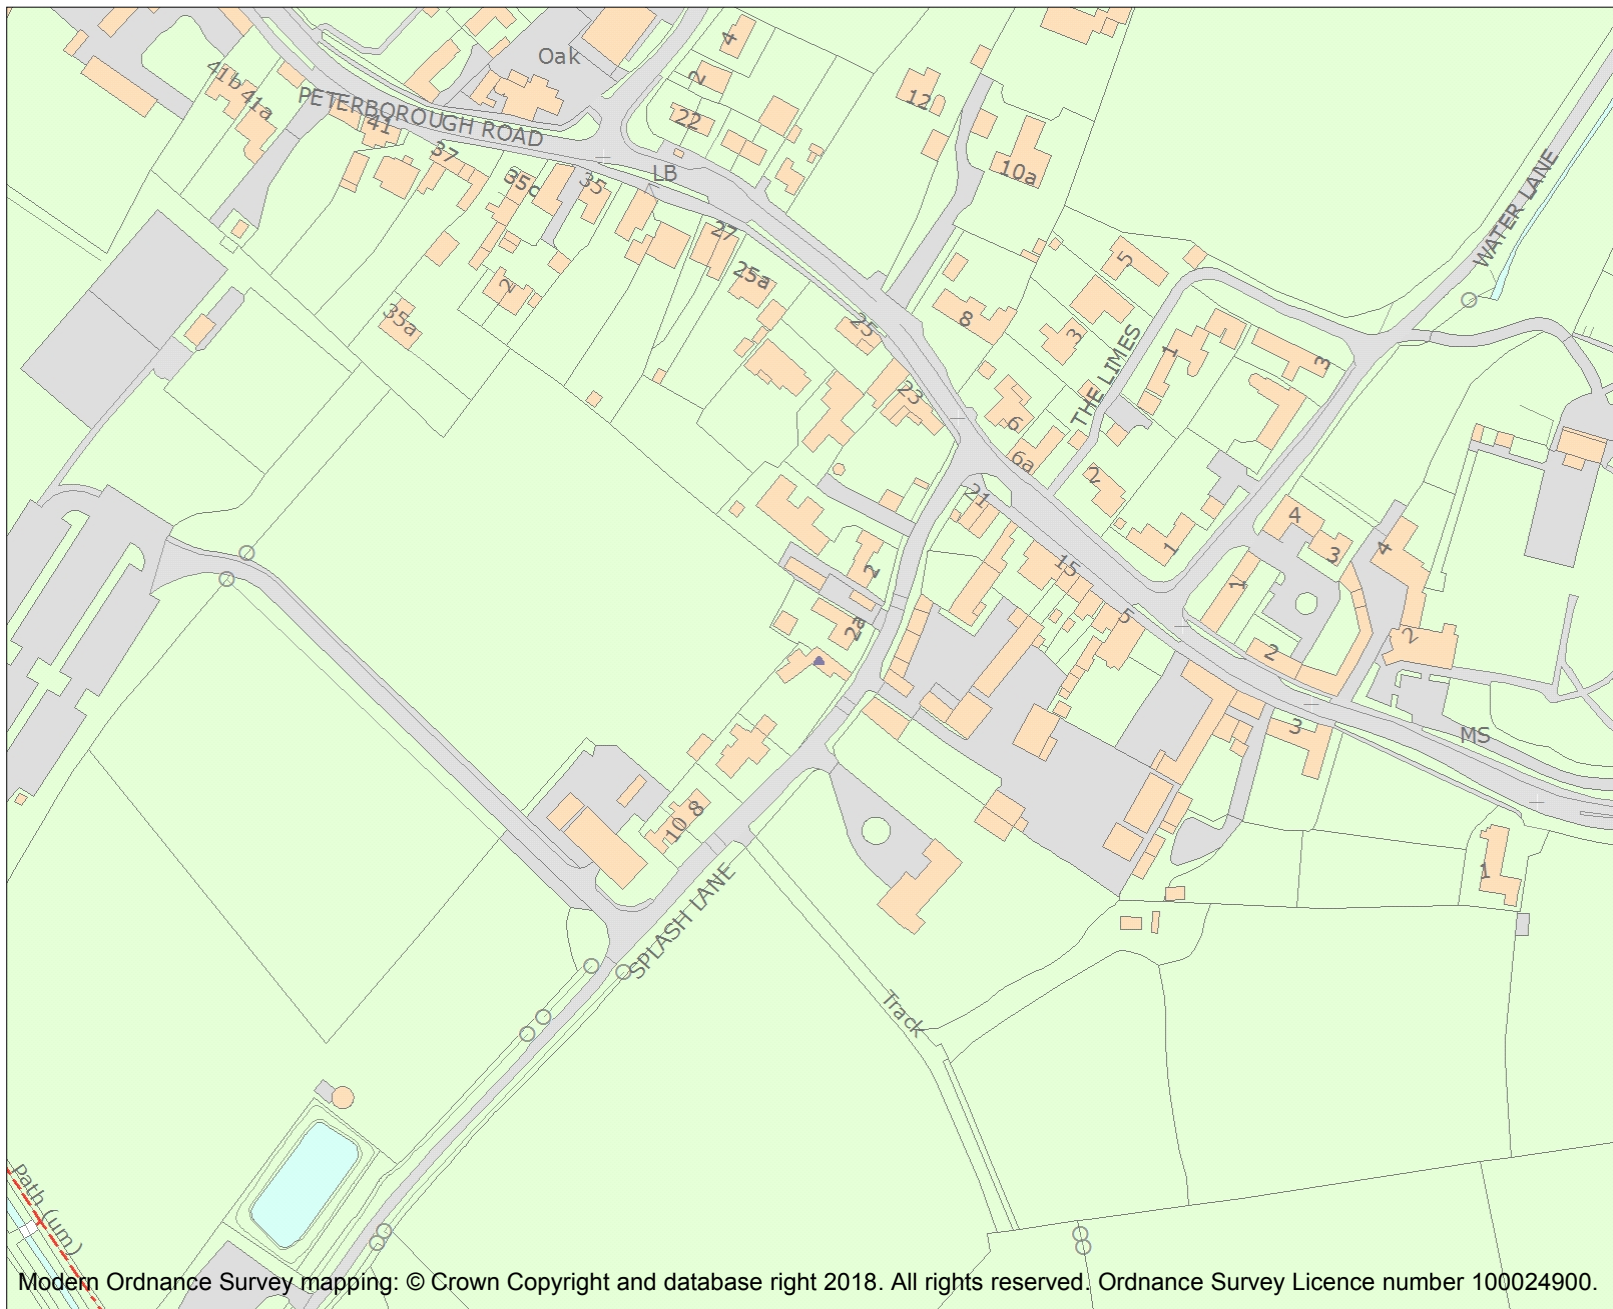 Oak
4
2
41b
41a
PETERBOROUGH ROAD
41
22
12
37
LB
35c
35
10a
WATER LANE
27
5
25a
2
35a
25
8
3
THE LIMES
1
3
23
6
6a
2
21
4
1
3
4
15
2
1
2a
5
2
2
3
MS
10
8
1
SPLASH LANE
Track
Path (um)
Modern Ordnance Survey mapping: © Crown Copyright and database right 2018. All rights reserved. Ordnance Survey Licence number 100024900.